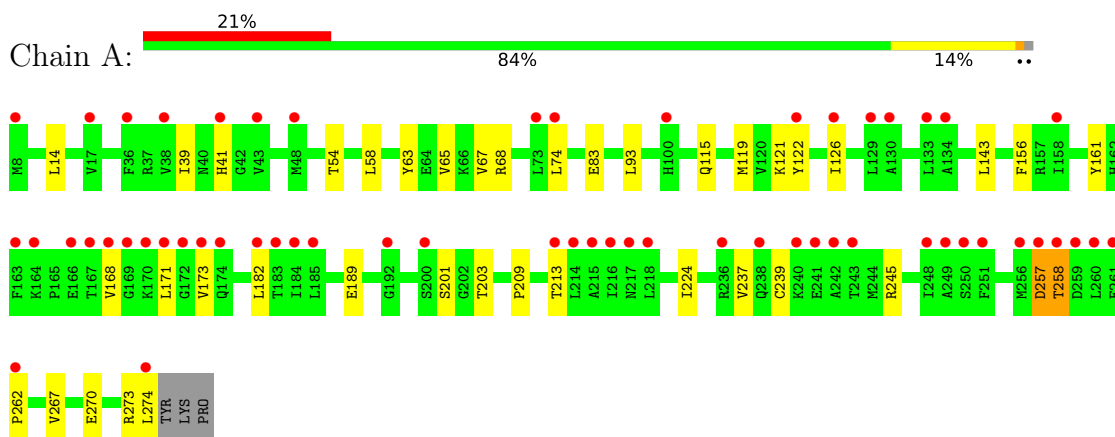 21%
Chain A:
84% 14% ••
M8 L14 V17 F36 R37 V38 I39 N40 H41 G42 V43 M48 T54 L58 Y63 E64 V65 K66 V67 R68 L73 L74 E83 L93 H100 Q115 M119 V120 K121 Y122 I126 L129 A130 L133 A134 L143 F156 R157 I158 Y161 H162
F163 K164 P165 E166 T167 V168 G169 K170 L171 G172 V173 Q174 L182 T183 I184 L185 E189 G192 S200 S201 G202 T203 P209 T213 L214 A215 I216 N217 L218 I224 R236 V237 Q238 C239 K240 E241 A242 T243 M244 R245 I248 A249 S250 F251 M256 D257 T258 D259 L260
P262 V267 E270 R273 L274 TYR LYS PRO